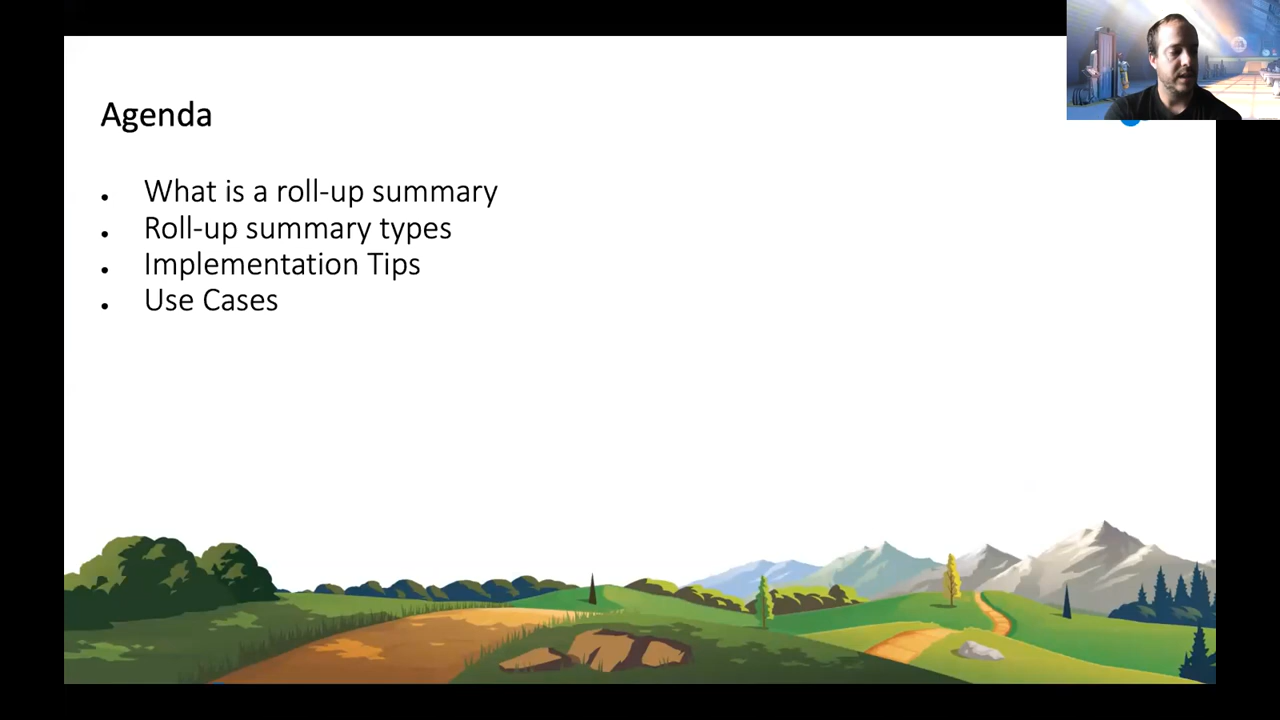 Agenda
• What is a roll-up summary
• Roll-up summary types
• Implementation Tips
• Use Cases